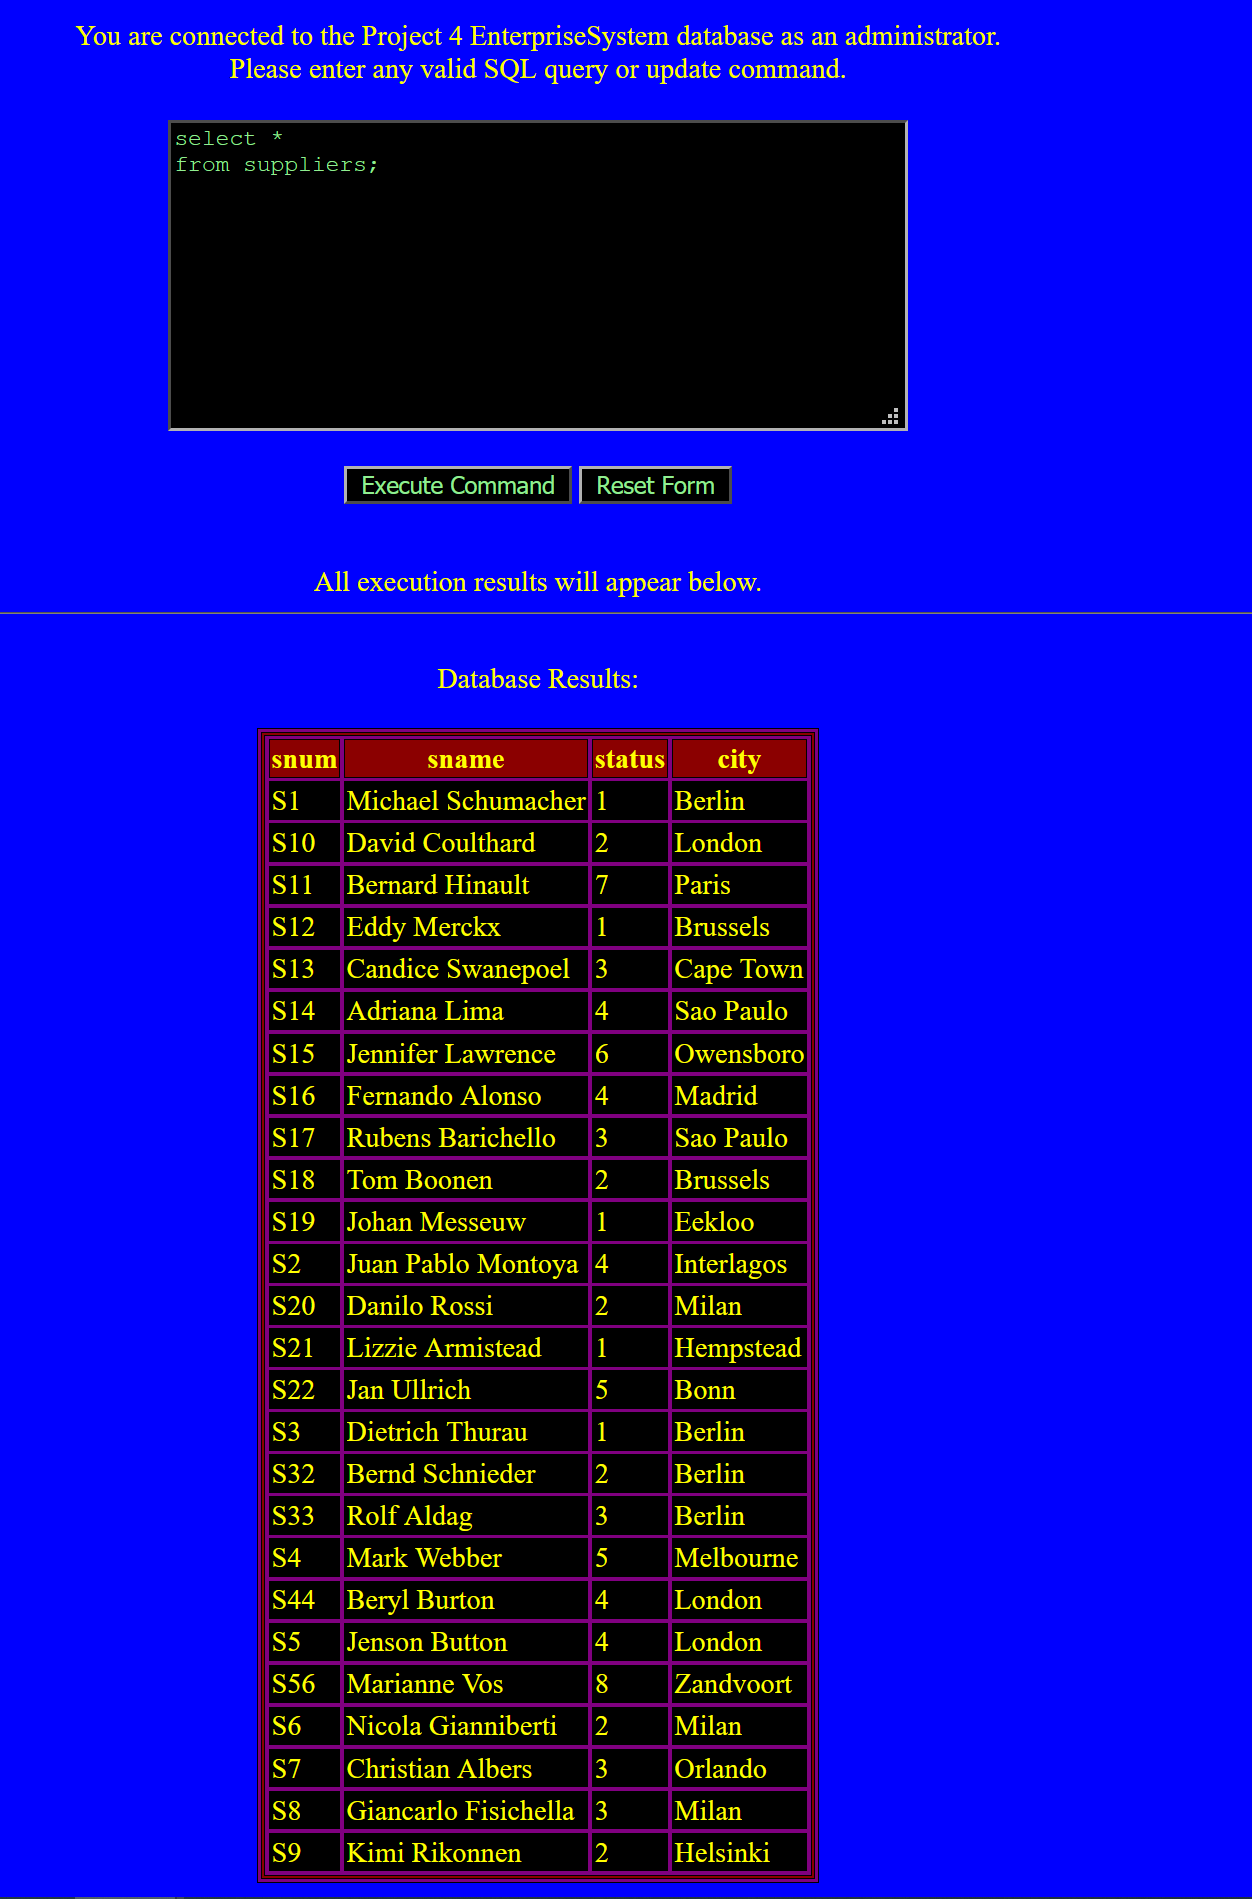 You are connected to the Project 4 EnterpriseSystem database as an administrator.
Please enter any valid SQL query or update command.
select *
from suppliers;
Execute Command Reset Form
All execution results will appear below.
Database Results:
snum sname status city
S1 Michael Schumacher 1 Berlin
S10 David Coulthard 2 London
S11 Bernard Hinault 7 Paris
S12 Eddy Merckx 1 Brussels
S13 Candice Swanepoel 3 Cape Town
S14 Adriana Lima 4 Sao Paulo
S15 Jennifer Lawrence 6 Owensboro
S16 Fernando Alonso 4 Madrid
S17 Rubens Barichello 3 Sao Paulo
S18 Tom Boonen 2 Brussels
S19 Johan Messeuw 1 Eekloo
S2 Juan Pablo Montoya 4 Interlagos
S20 Danilo Rossi 2 Milan
S21 Lizzie Armistead 1 Hempstead
S22 Jan Ullrich 5 Bonn
S3 Dietrich Thurau 1 Berlin
S32 Bernd Schnieder 2 Berlin
S33 Rolf Aldag 3 Berlin
S4 Mark Webber 5 Melbourne
S44 Beryl Burton 4 London
S5 Jenson Button 4 London
S56 Marianne Vos 8 Zandvoort
S6 Nicola Gianniberti 2 Milan
S7 Christian Albers 3 Orlando
S8 Giancarlo Fisichella 3 Milan
S9 Kimi Rikonnen 2 Helsinki